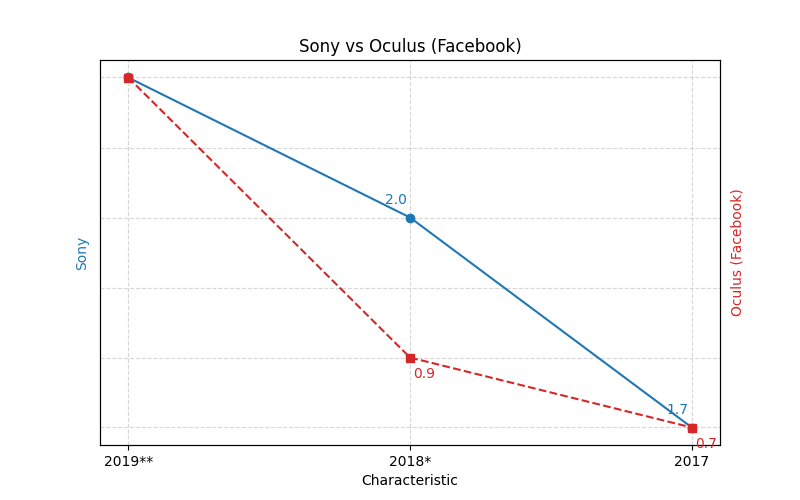 Sony vs Oculus (Facebook)
2.0
0.9
1.7
0.7
Sony
Oculus (Facebook)
2019** 2018* 2017
Characteristic